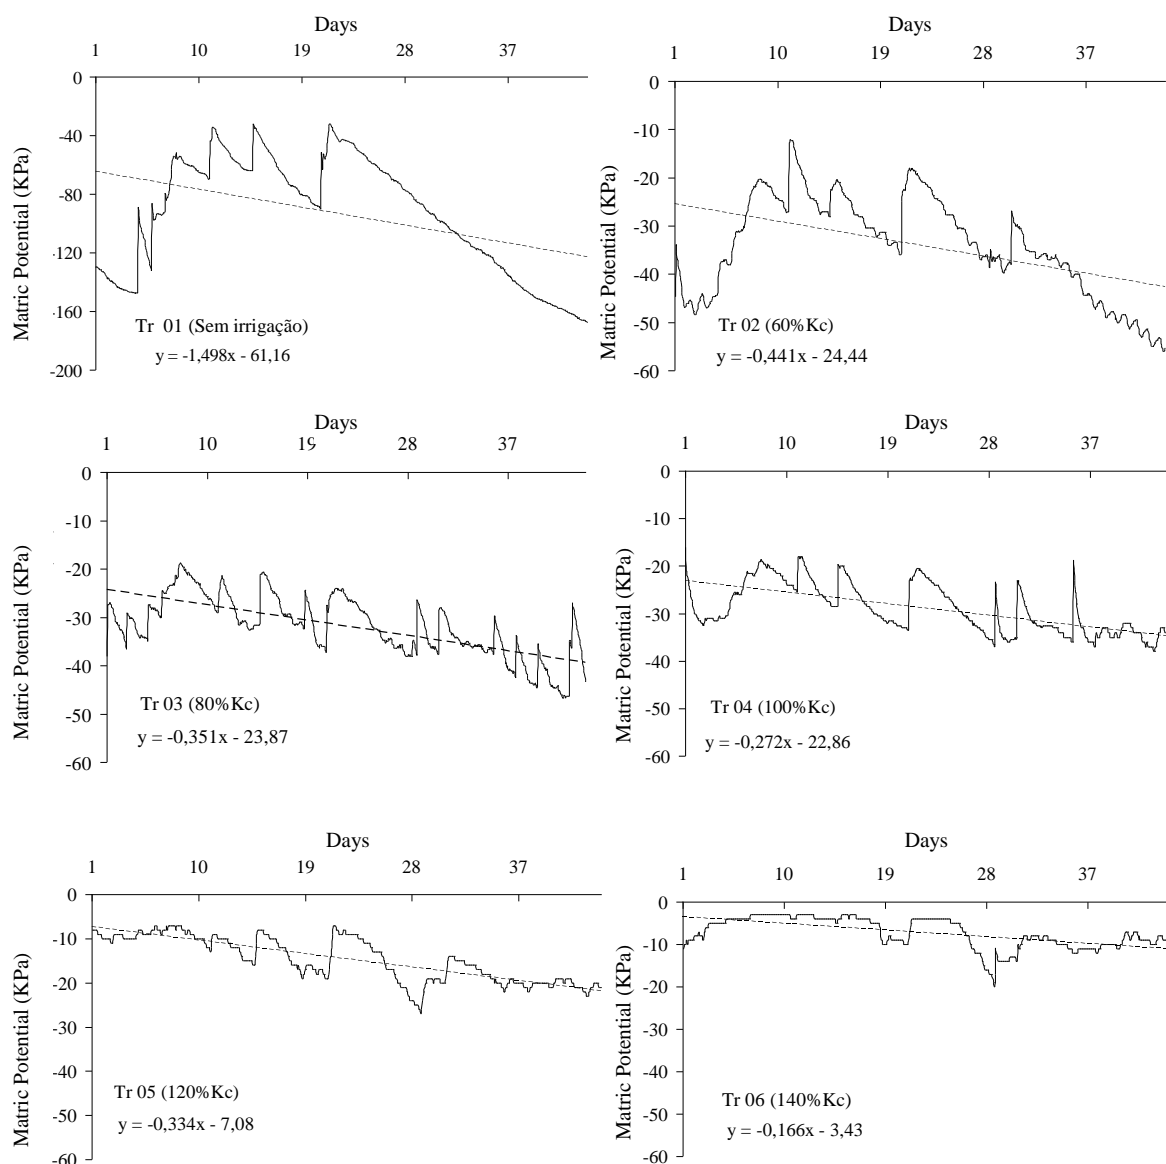 Days
1 10 19 28 37
0
-40
-80
-120
-160
-200
Matric Potential (KPa)
Tr 01 (Sem irrigação)
y = -1,498x - 61,16
Days
1 10 19 28 37
0
-10
-20
-30
-40
-50
-60
Matric Potential (KPa)
Tr 02 (60%Kc)
y = -0,441x - 24,44
Days
1 10 19 28 37
0
-10
-20
-30
-40
-50
-60
Matric Potential (KPa)
Tr 03 (80%Kc)
y = -0,351x - 23,87
Days
1 10 19 28 37
0
-10
-20
-30
-40
-50
-60
Matric Potential (KPa)
Tr 04 (100%Kc)
y = -0,272x - 22,86
Days
1 10 19 28 37
0
-10
-20
-30
-40
-50
-60
Matric Potential (KPa)
Tr 05 (120%Kc)
y = -0,334x - 7,08
Days
1 10 19 28 37
0
-10
-20
-30
-40
-50
-60
Matric Potential (KPa)
Tr 06 (140%Kc)
y = -0,166x - 3,43